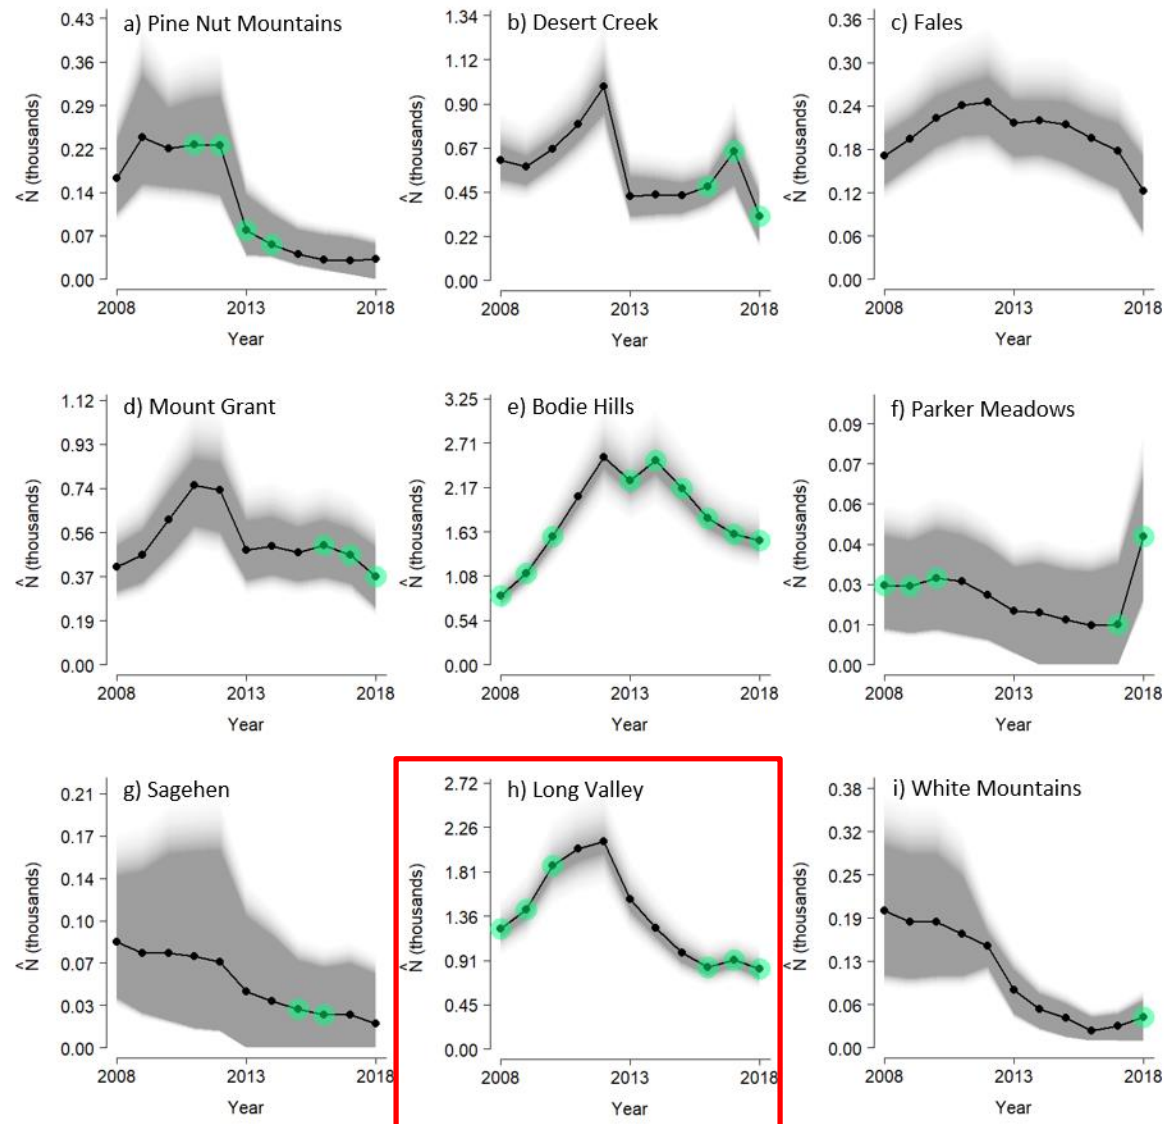 a) Pine Nut Mountains
N̂ (thousands)
0.43
0.36
0.29
0.22
0.14
0.07
0.00
2008 2013 2018
Year
b) Desert Creek
N̂ (thousands)
1.34
1.12
0.90
0.67
0.45
0.22
0.00
2008 2013 2018
Year
c) Fales
N̂ (thousands)
0.36
0.30
0.24
0.18
0.12
0.06
0.00
2008 2013 2018
Year
d) Mount Grant
N̂ (thousands)
1.12
0.93
0.74
0.56
0.37
0.19
0.00
2008 2013 2018
Year
e) Bodie Hills
N̂ (thousands)
3.25
2.71
2.17
1.63
1.08
0.54
0.00
2008 2013 2018
Year
f) Parker Meadows
N̂ (thousands)
0.09
0.07
0.06
0.04
0.03
0.01
0.00
2008 2013 2018
Year
g) Sagehen
N̂ (thousands)
0.21
0.17
0.14
0.10
0.07
0.03
0.00
2008 2013 2018
Year
h) Long Valley
N̂ (thousands)
2.72
2.26
1.81
1.36
0.91
0.45
0.00
2008 2013 2018
Year
i) White Mountains
N̂ (thousands)
0.38
0.32
0.25
0.19
0.13
0.06
0.00
2008 2013 2018
Year